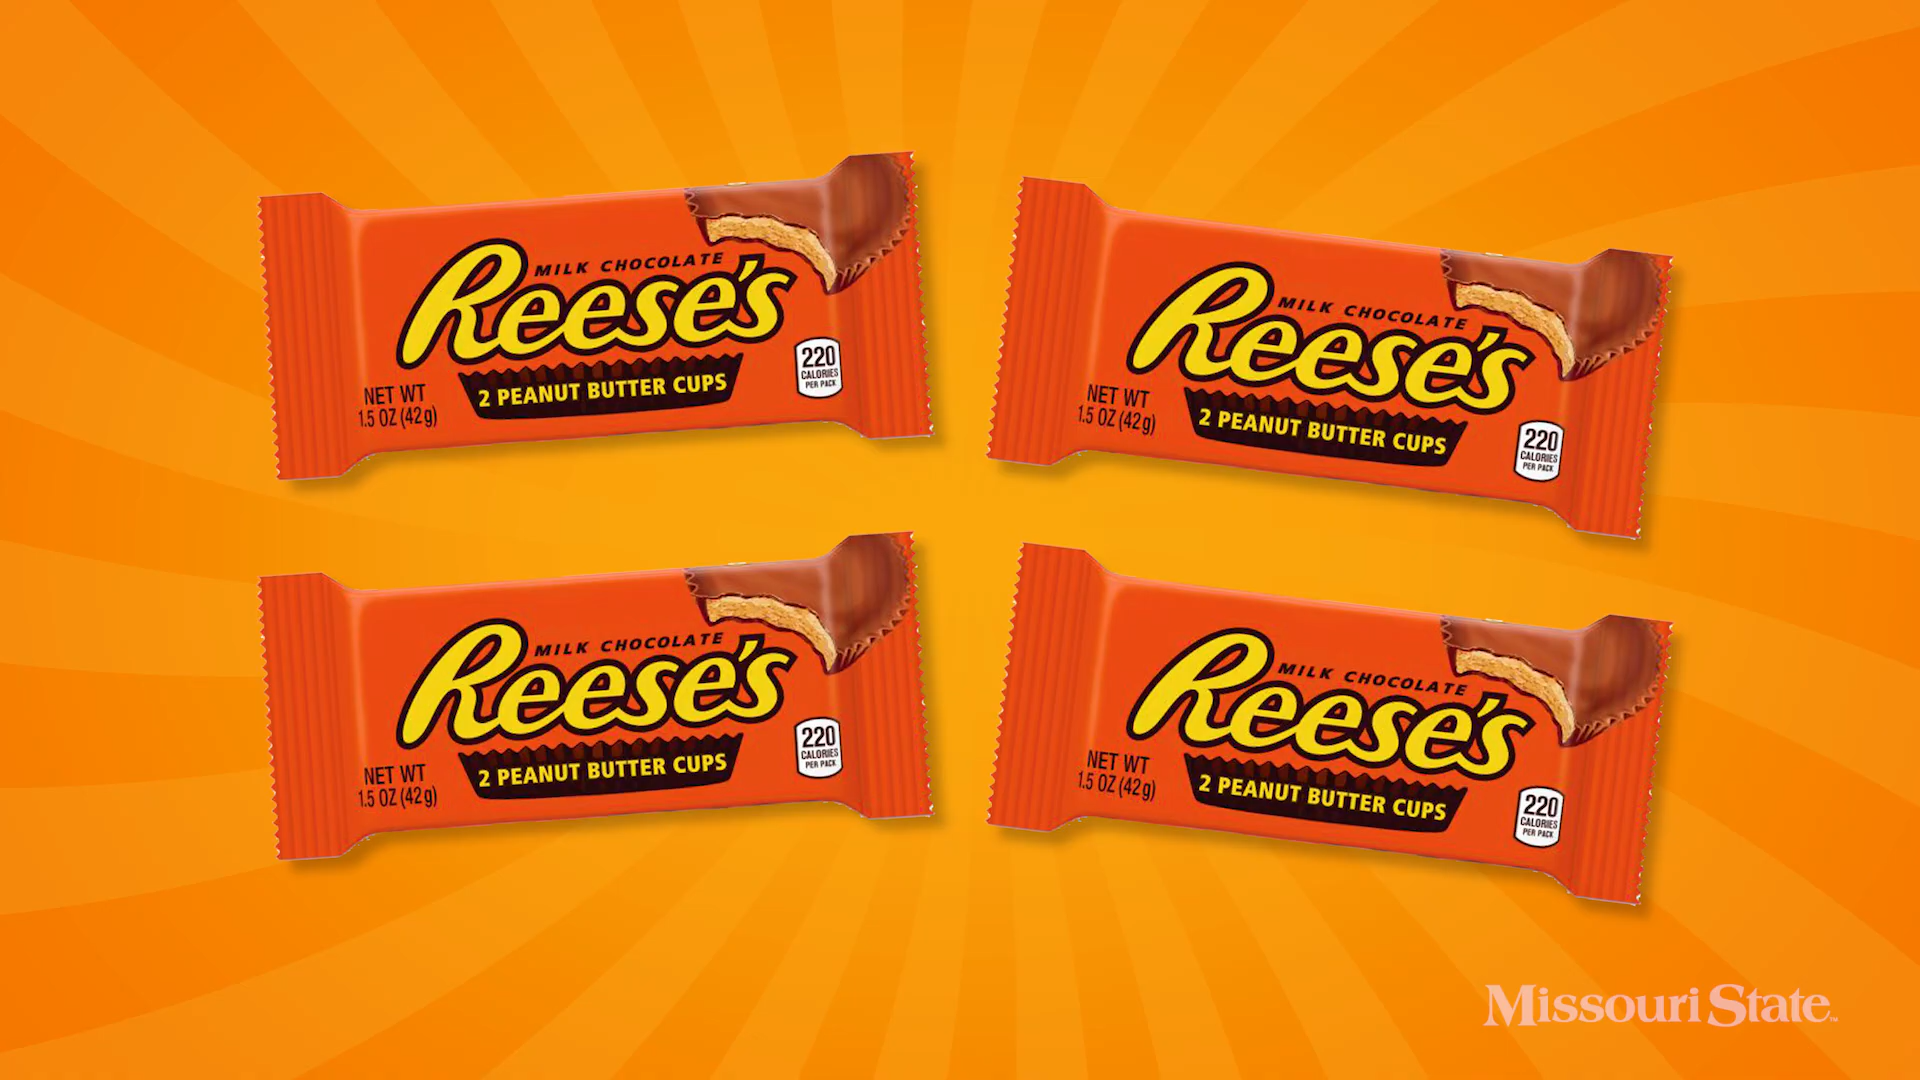 MILK CHOCOLATE
Reese's
2 PEANUT BUTTER CUPS
NET WT
1.5 OZ (42g)
220
CALORIES
PER PACK
MILK CHOCOLATE
Reese's
2 PEANUT BUTTER CUPS
NET WT
1.5 OZ (42g)
220
CALORIES
PER PACK
MILK CHOCOLATE
Reese's
2 PEANUT BUTTER CUPS
NET WT
1.5 OZ (42g)
220
CALORIES
PER PACK
MILK CHOCOLATE
Reese's
2 PEANUT BUTTER CUPS
NET WT
1.5 OZ (42g)
220
CALORIES
PER PACK
Missouri State™